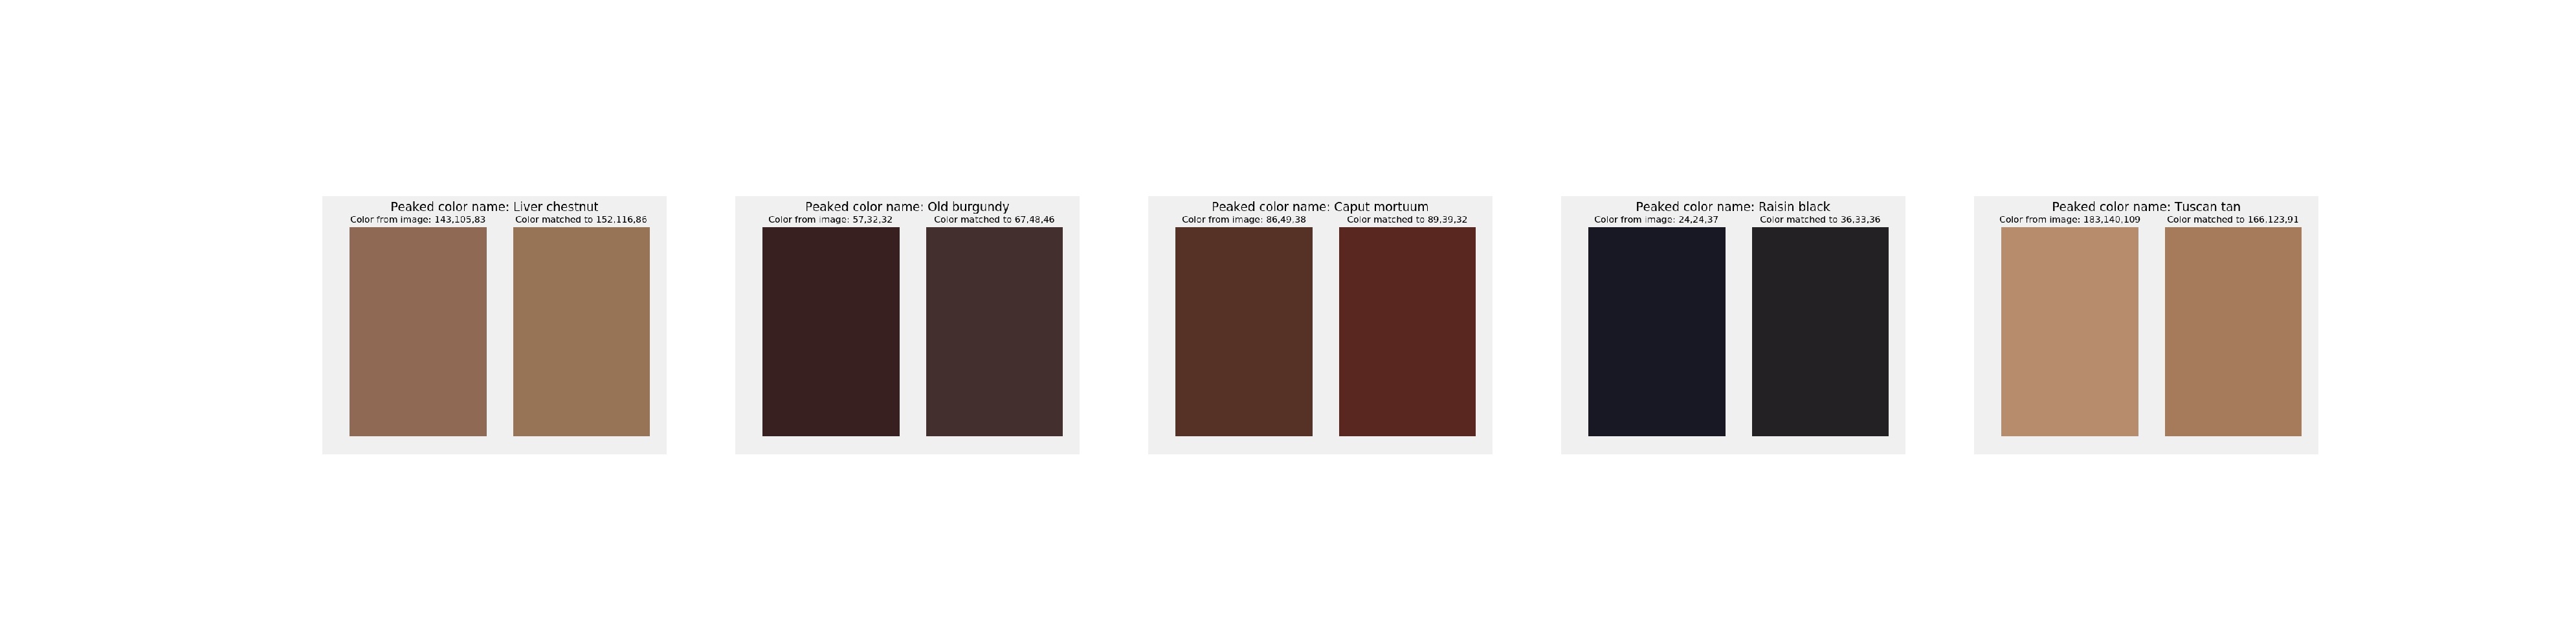 Peaked color name: Liver chestnut
Color from image: 143,105,83
Color matched to 152,116,86
Peaked color name: Old burgundy
Color from image: 57,32,32
Color matched to 67,48,46
Peaked color name: Caput mortuum
Color from image: 86,49,38
Color matched to 89,39,32
Peaked color name: Raisin black
Color from image: 24,24,37
Color matched to 36,33,36
Peaked color name: Tuscan tan
Color from image: 183,140,109
Color matched to 166,123,91